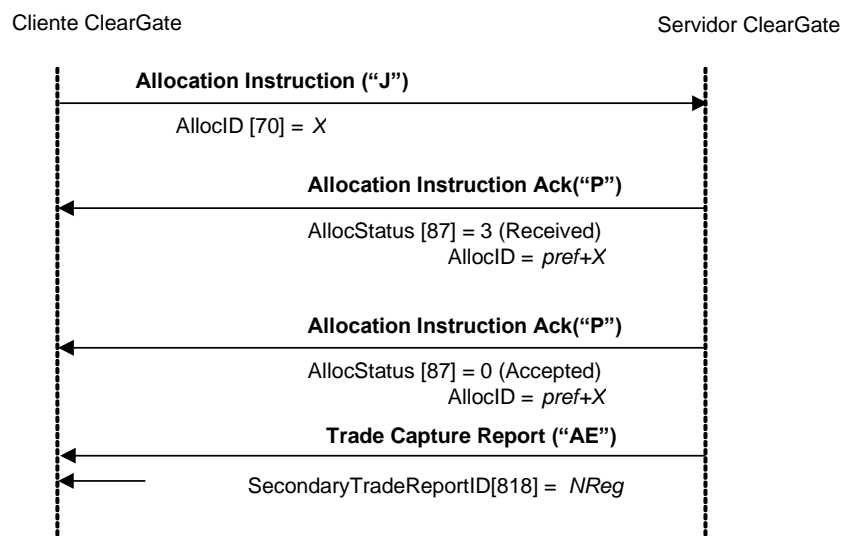 Cliente ClearGate
Servidor ClearGate
Allocation Instruction (“J”)
AllocID [70] = X
Allocation Instruction Ack(“P”)
AllocStatus [87] = 3 (Received)
AllocID = pref+X
Allocation Instruction Ack(“P”)
AllocStatus [87] = 0 (Accepted)
AllocID = pref+X
Trade Capture Report (“AE”)
SecondaryTradeReportID[818] = NReg